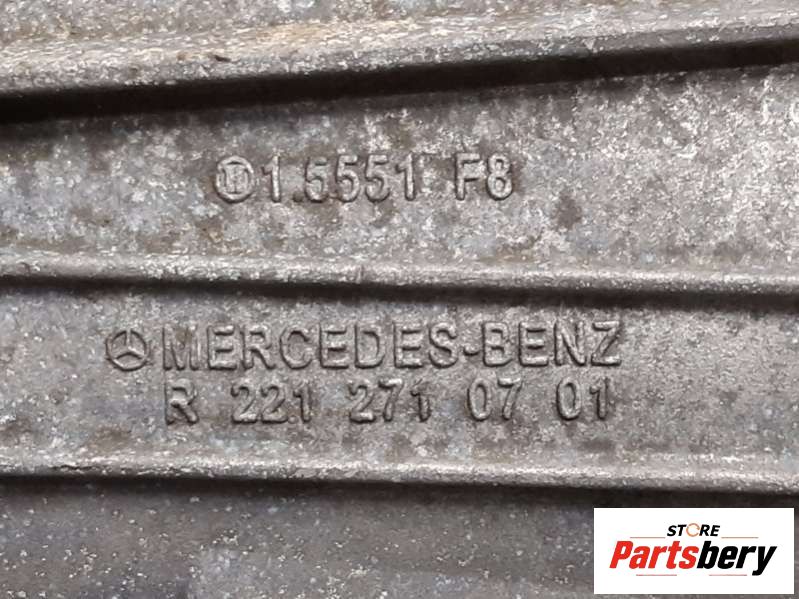 1.5551 F8
MERCEDES-BENZ
R 221 271 07 01
STORE
Partsbery